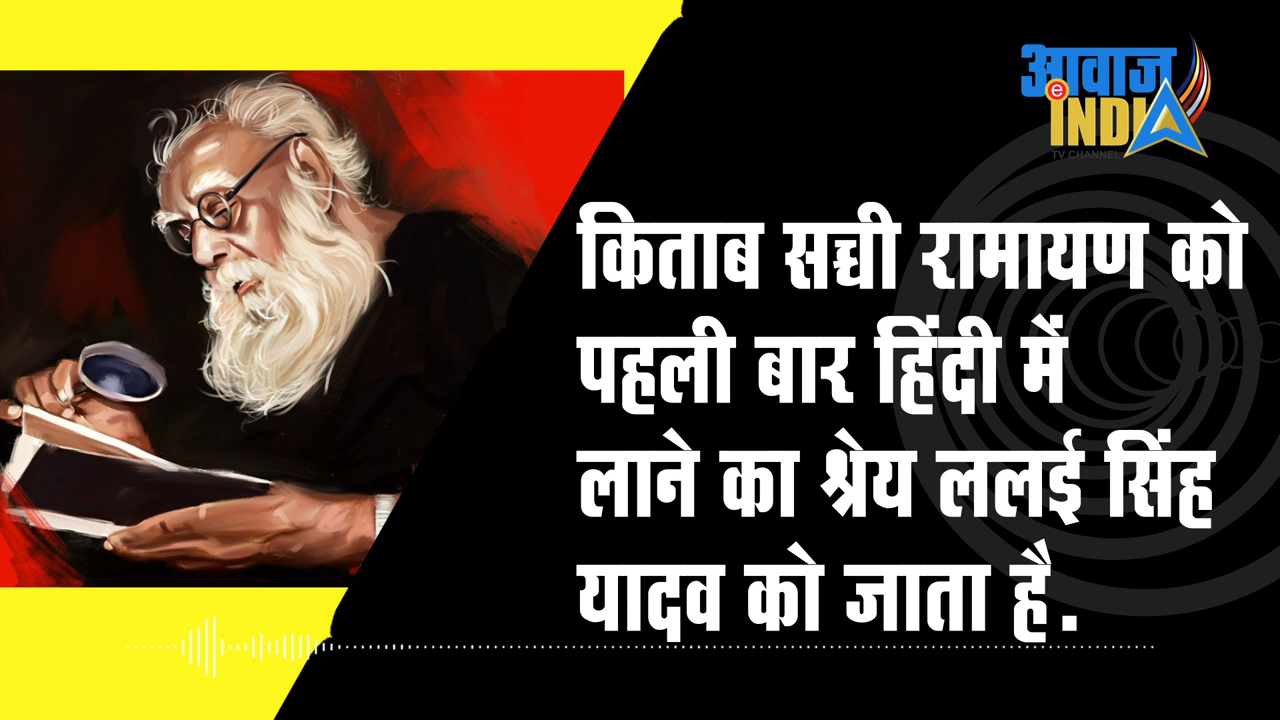 आवाज
e
INDIA
TV CHANNEL
किताब सच्ची रामायण को
पहली बार हिंदी में
लाने का श्रेय ललई सिंह
यादव को जाता है.